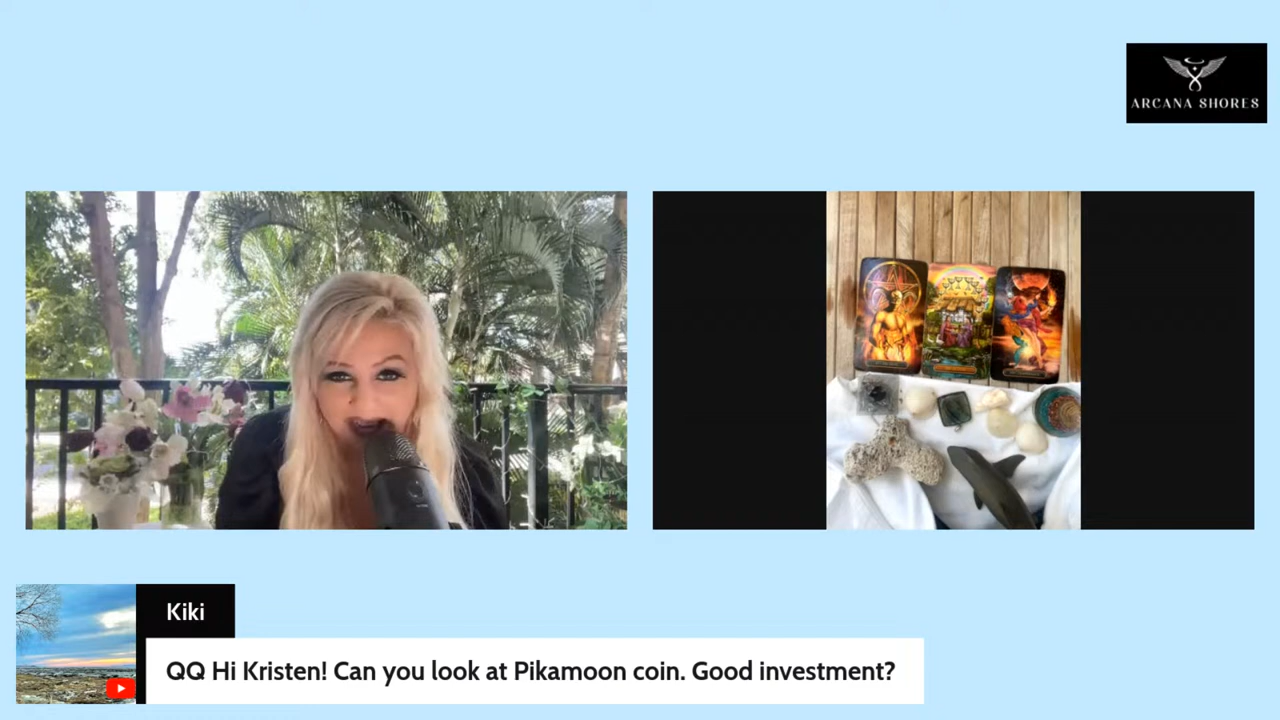 ARCANA SHORES
Kiki
QQ Hi Kristen! Can you look at Pikamoon coin. Good investment?